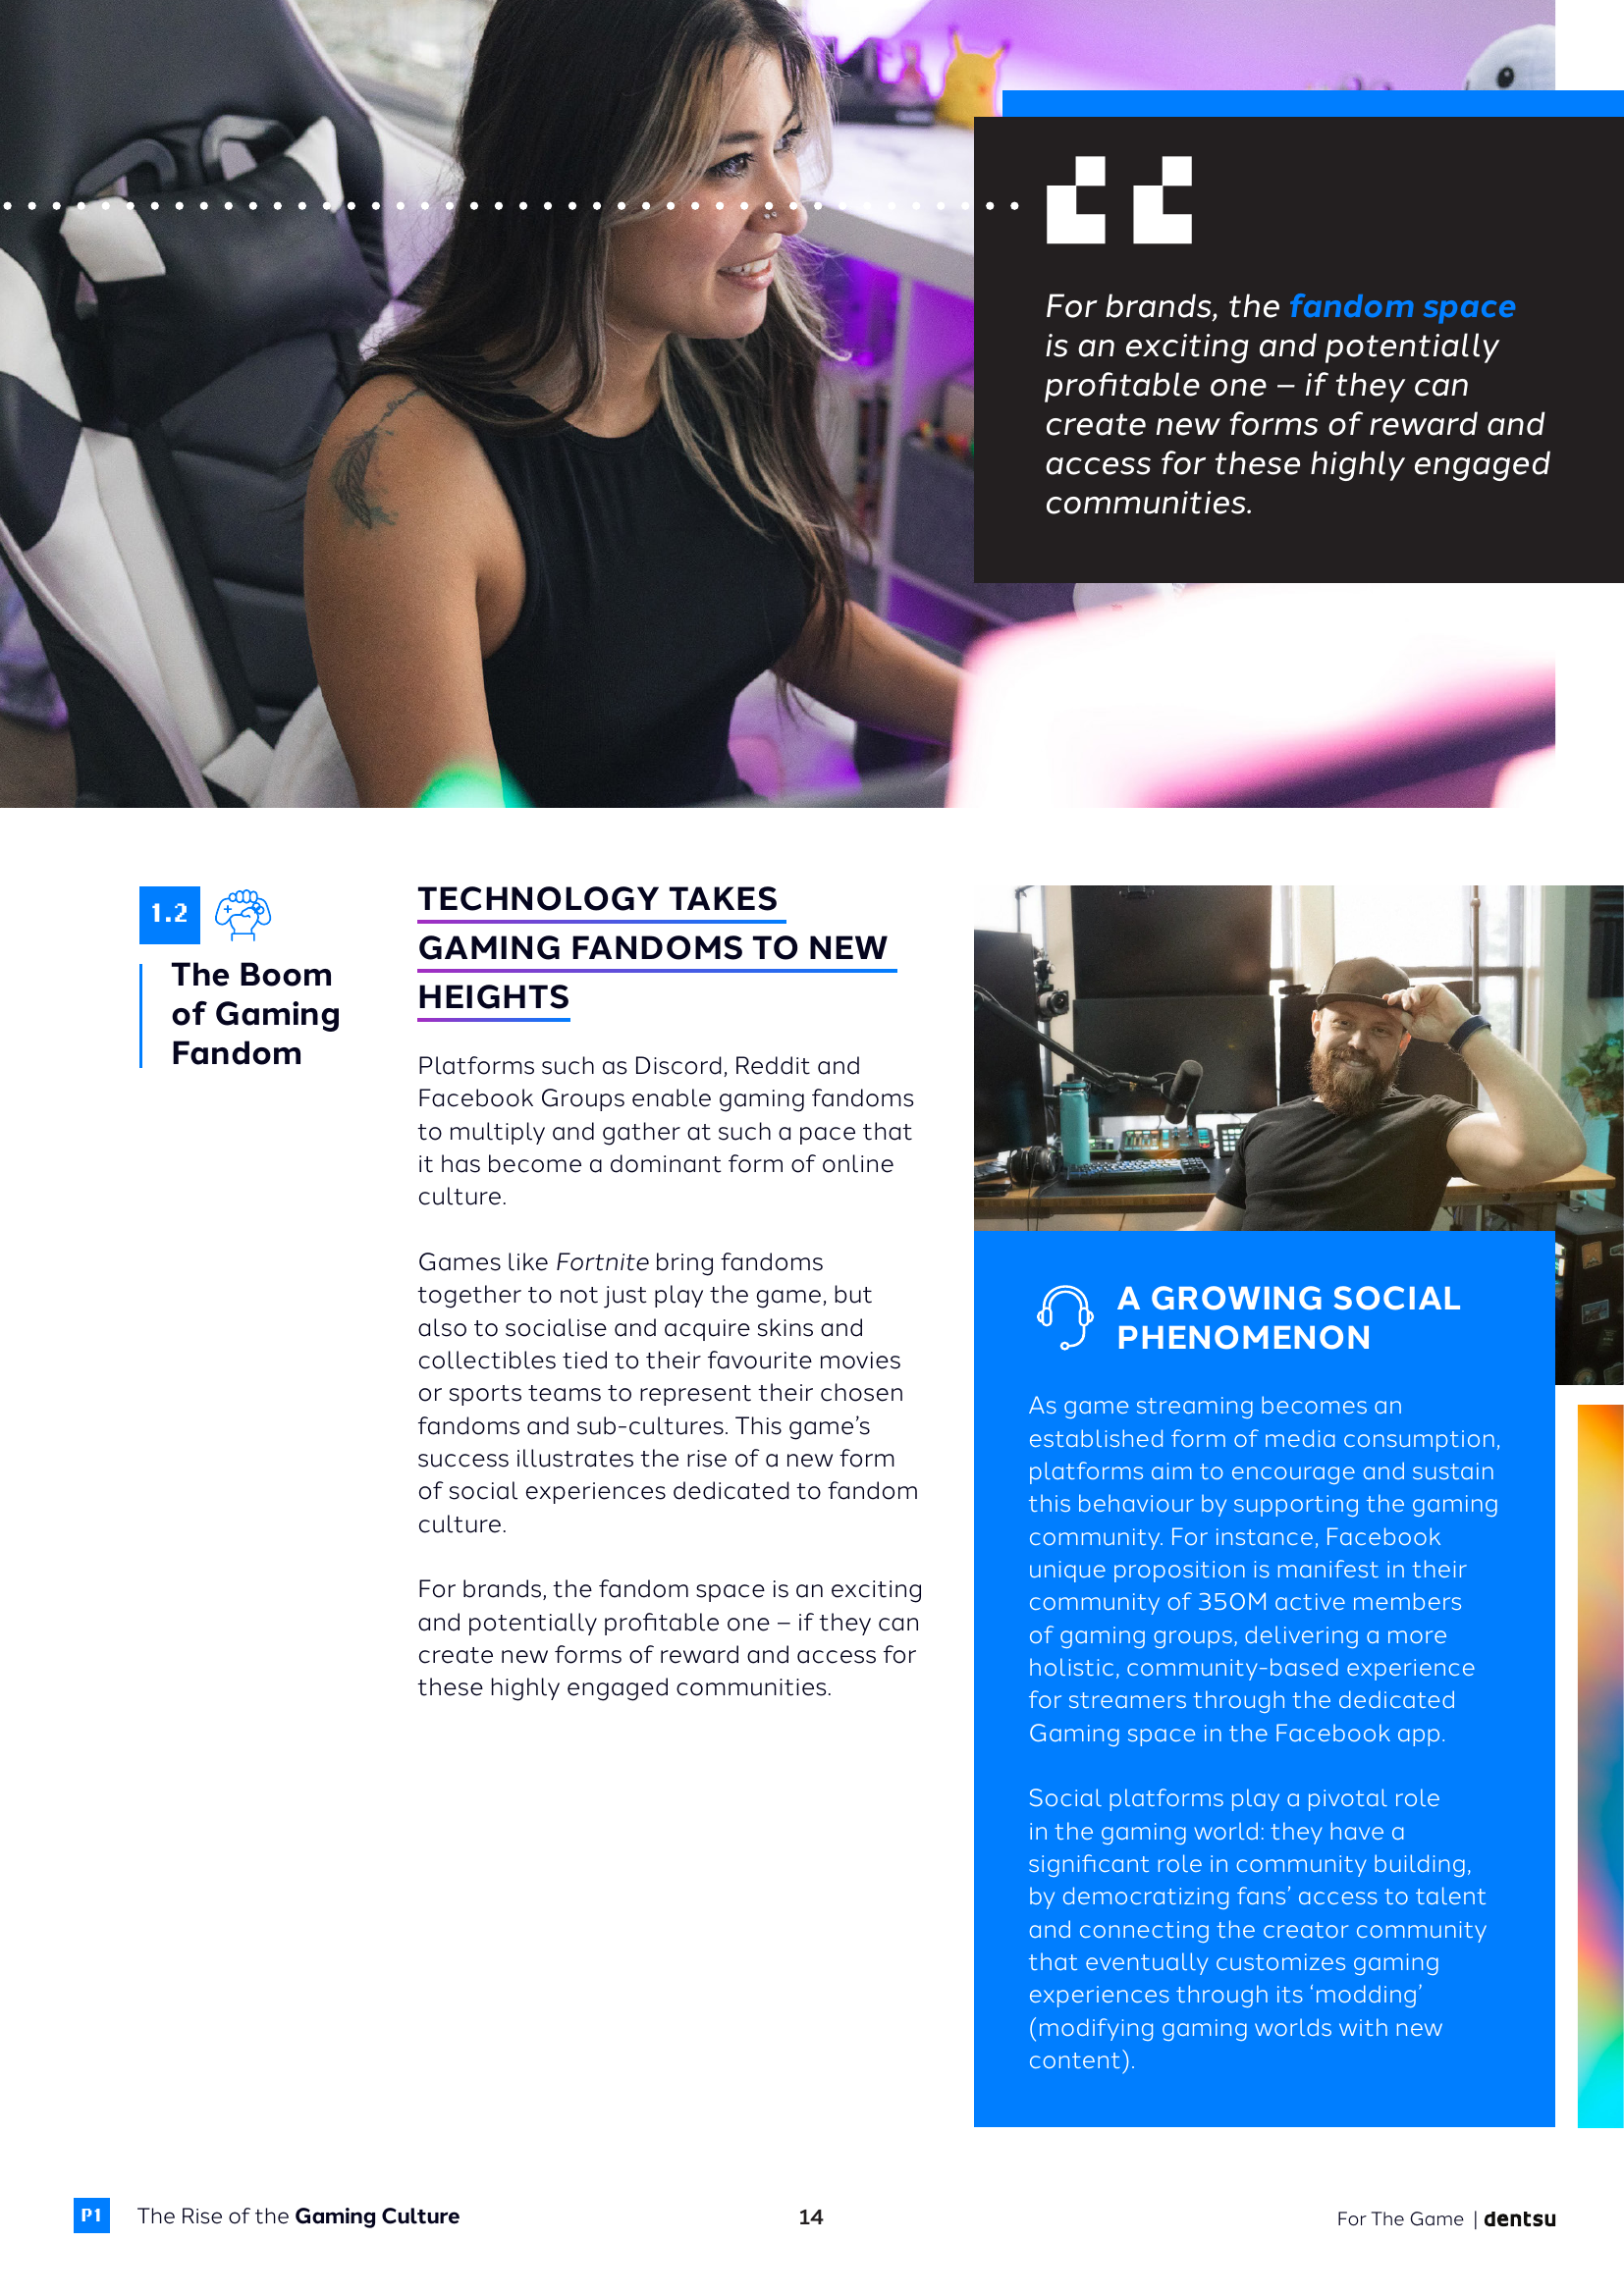 For brands, the fandom space
is an exciting and potentially
profitable one – if they can
create new forms of reward and
access for these highly engaged
communities.
1.2
The Boom
of Gaming
Fandom
TECHNOLOGY TAKES
GAMING FANDOMS TO NEW
HEIGHTS
Platforms such as Discord, Reddit and
Facebook Groups enable gaming fandoms
to multiply and gather at such a pace that
it has become a dominant form of online
culture.
Games like Fortnite bring fandoms
together to not just play the game, but
also to socialise and acquire skins and
collectibles tied to their favourite movies
or sports teams to represent their chosen
fandoms and sub-cultures. This game’s
success illustrates the rise of a new form
of social experiences dedicated to fandom
culture.
For brands, the fandom space is an exciting
and potentially profitable one – if they can
create new forms of reward and access for
these highly engaged communities.
A GROWING SOCIAL
PHENOMENON
As game streaming becomes an
established form of media consumption,
platforms aim to encourage and sustain
this behaviour by supporting the gaming
community. For instance, Facebook
unique proposition is manifest in their
community of 350M active members
of gaming groups, delivering a more
holistic, community-based experience
for streamers through the dedicated
Gaming space in the Facebook app.
Social platforms play a pivotal role
in the gaming world: they have a
significant role in community building,
by democratizing fans’ access to talent
and connecting the creator community
that eventually customizes gaming
experiences through its ‘modding’
(modifying gaming worlds with new
content).
P1
The Rise of the Gaming Culture
14
For The Game | dentsu